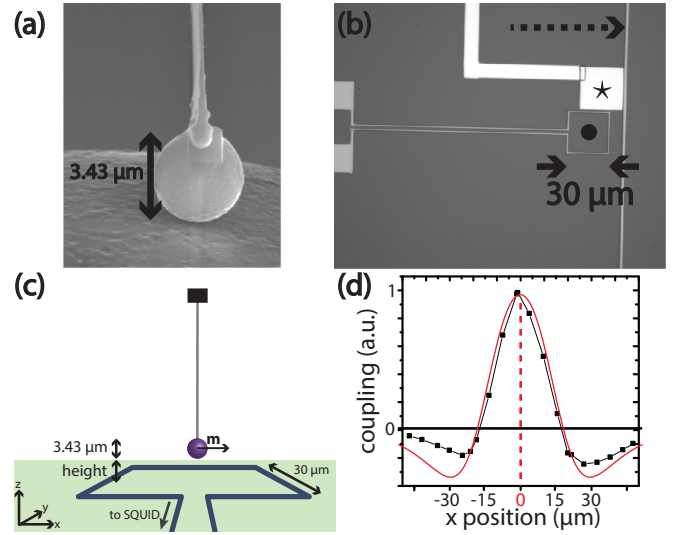 (a)
3.43 µm
(b)
30 µm
(c)
3.43 µm
m
height
30 µm
to SQUID
z
y
x
(d)
coupling (a.u.)
1
0
-30 -15 0 15 30
x position (µm)